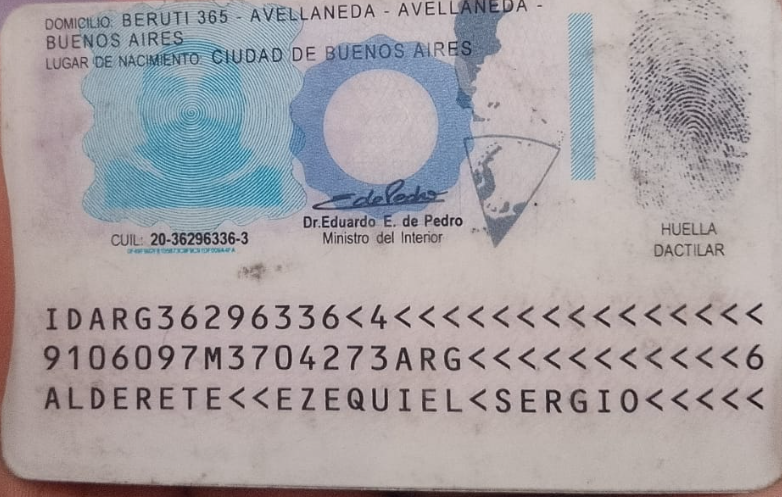 DOMICILIO: BERUTI 365 - AVELLANEDA - AVELLANEDA -
BUENOS AIRES
LUGAR DE NACIMIENTO: CIUDAD DE BUENOS AIRES
CUIL: 20-36296336-3
Dr.Eduardo E. de Pedro
Ministro del Interior
HUELLA
DACTILAR
IDARG36296336<4<<<<<<<<<<<<<<<
9106097M3704273ARG<<<<<<<<<<<6
ALDERETE<<EZEQUIEL<SERGIO<<<<<